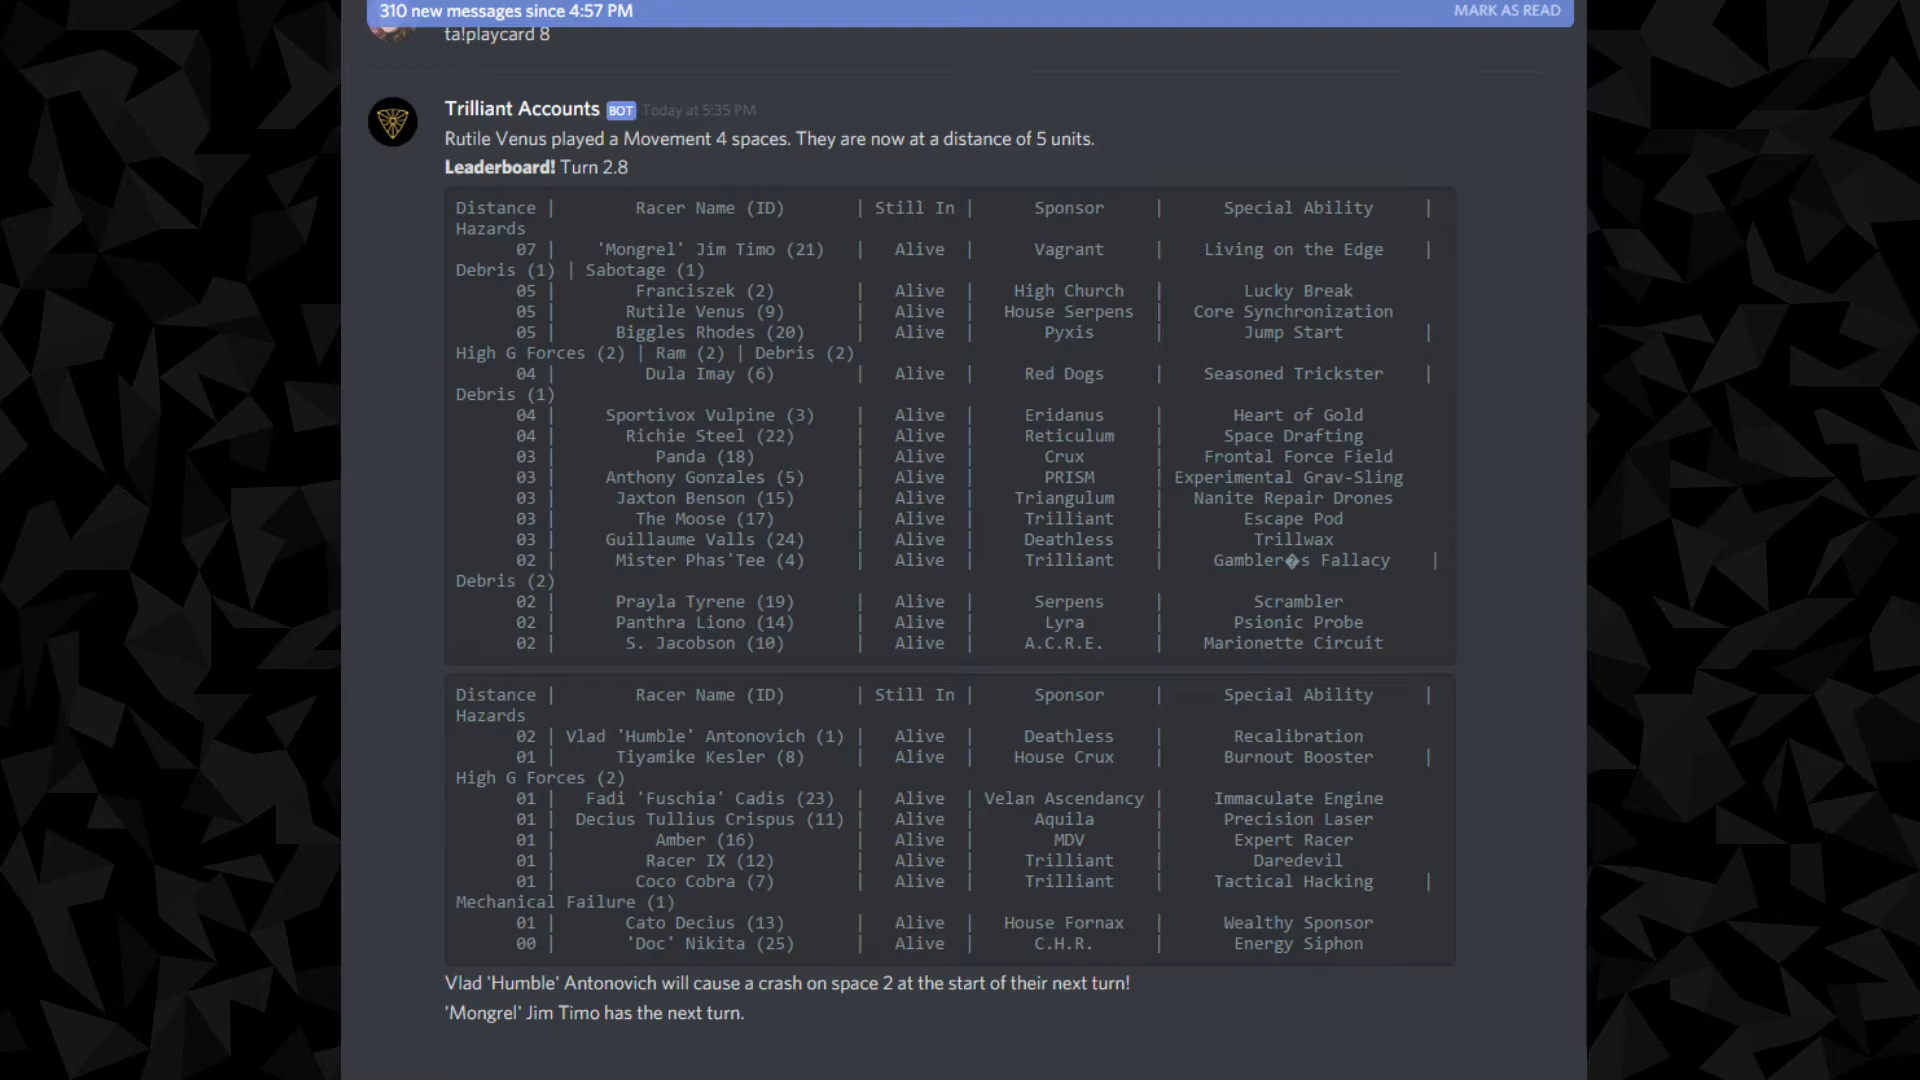 310 new messages since 4:57 PM MARK AS READ
ta!playcard 8
Trilliant Accounts BOT Today at 5:35 PM
Rutile Venus played a Movement 4 spaces. They are now at a distance of 5 units.
Leaderboard! Turn 2.8
Distance | Racer Name (ID) | Still In | Sponsor | Special Ability |
Hazards
07 | 'Mongrel' Jim Timo (21) | Alive | Vagrant | Living on the Edge |
Debris (1) | Sabotage (1)
05 | Franciszek (2) | Alive | High Church | Lucky Break
05 | Rutile Venus (9) | Alive | House Serpens | Core Synchronization
05 | Biggles Rhodes (20) | Alive | Pyxis | Jump Start |
High G Forces (2) | Ram (2) | Debris (2)
04 | Dula Imay (6) | Alive | Red Dogs | Seasoned Trickster |
Debris (1)
04 | Sportivox Vulpine (3) | Alive | Eridanus | Heart of Gold
04 | Richie Steel (22) | Alive | Reticulum | Space Drafting
03 | Panda (18) | Alive | Crux | Frontal Force Field
03 | Anthony Gonzales (5) | Alive | PRISM | Experimental Grav-Sling
03 | Jaxton Benson (15) | Alive | Triangulum | Nanite Repair Drones
03 | The Moose (17) | Alive | Trilliant | Escape Pod
03 | Guillaume Valls (24) | Alive | Deathless | Trillwax
02 | Mister Phas'Tee (4) | Alive | Trilliant | Gambler�s Fallacy |
Debris (2)
02 | Prayla Tyrene (19) | Alive | Serpens | Scrambler
02 | Panthra Liono (14) | Alive | Lyra | Psionic Probe
02 | S. Jacobson (10) | Alive | A.C.R.E. | Marionette Circuit
Distance | Racer Name (ID) | Still In | Sponsor | Special Ability |
Hazards
02 | Vlad 'Humble' Antonovich (1) | Alive | Deathless | Recalibration
01 | Tiyamike Kesler (8) | Alive | House Crux | Burnout Booster |
High G Forces (2)
01 | Fadi 'Fuschia' Cadis (23) | Alive | Velan Ascendancy | Immaculate Engine
01 | Decius Tullius Crispus (11) | Alive | Aquila | Precision Laser
01 | Amber (16) | Alive | MDV | Expert Racer
01 | Racer IX (12) | Alive | Trilliant | Daredevil
01 | Coco Cobra (7) | Alive | Trilliant | Tactical Hacking |
Mechanical Failure (1)
01 | Cato Decius (13) | Alive | House Fornax | Wealthy Sponsor
00 | 'Doc' Nikita (25) | Alive | C.H.R. | Energy Siphon
Vlad 'Humble' Antonovich will cause a crash on space 2 at the start of their next turn!
'Mongrel' Jim Timo has the next turn.